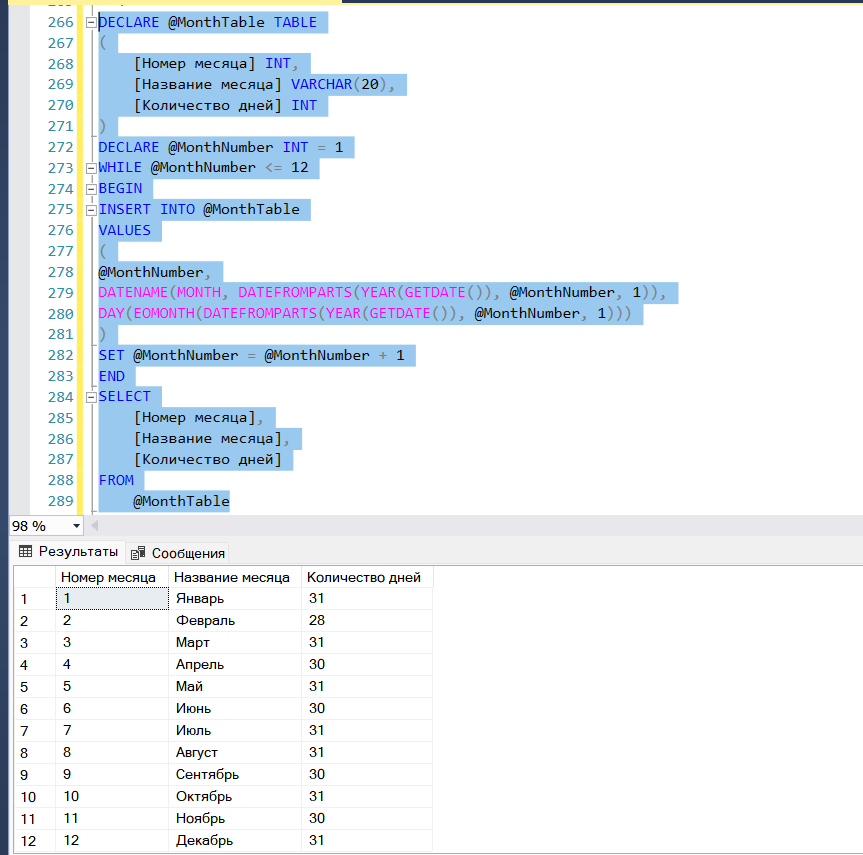 266 DECLARE @MonthTable TABLE
267 (
268 [Номер месяца] INT,
269 [Название месяца] VARCHAR(20),
270 [Количество дней] INT
271 )
272 DECLARE @MonthNumber INT = 1
273 WHILE @MonthNumber <= 12
274 BEGIN
275 INSERT INTO @MonthTable
276 VALUES
277 (
278 @MonthNumber,
279 DATENAME(MONTH, DATEFROMPARTS(YEAR(GETDATE()), @MonthNumber, 1)),
280 DAY(EOMONTH(DATEFROMPARTS(YEAR(GETDATE()), @MonthNumber, 1)))
281 )
282 SET @MonthNumber = @MonthNumber + 1
283 END
284 SELECT
285 [Номер месяца],
286 [Название месяца],
287 [Количество дней]
288 FROM
289 @MonthTable
98 %
Результаты Сообщения
Номер месяца Название месяца Количество дней
1 1 Январь 31
2 2 Февраль 28
3 3 Март 31
4 4 Апрель 30
5 5 Май 31
6 6 Июнь 30
7 7 Июль 31
8 8 Август 31
9 9 Сентябрь 30
10 10 Октябрь 31
11 11 Ноябрь 30
12 12 Декабрь 31